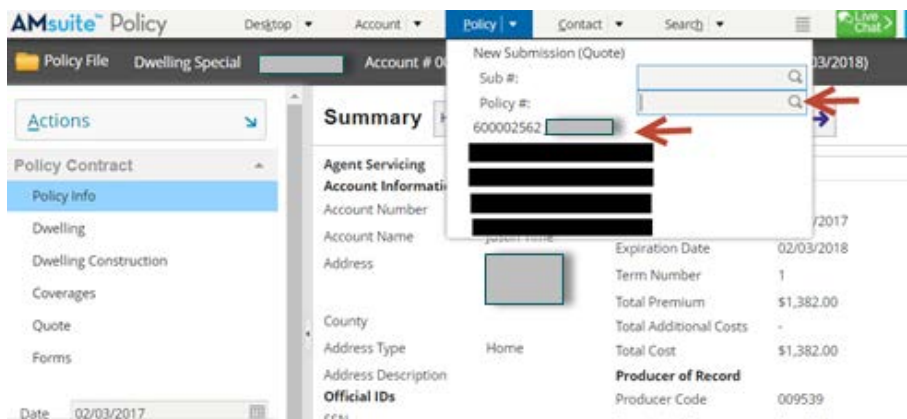 AMsuite™ Policy
Desktop
Account
Policy
Contact
Search
Live Chat >
Policy File
Dwelling Special
Account # 0
03/2018)
New Submission (Quote)
Sub #:
Policy #:
600002562
Actions
Policy Contract
Policy Info
Dwelling
Dwelling Construction
Coverages
Quote
Forms
Date 02/03/2017
Summary
Agent Servicing
Account Informati
Account Number
Account Name
Address
County
Address Type Home
Address Description
Official IDs
/2017
Expiration Date 02/03/2018
Term Number 1
Total Premium $1,382.00
Total Additional Costs -
Total Cost $1,382.00
Producer of Record
Producer Code 009539